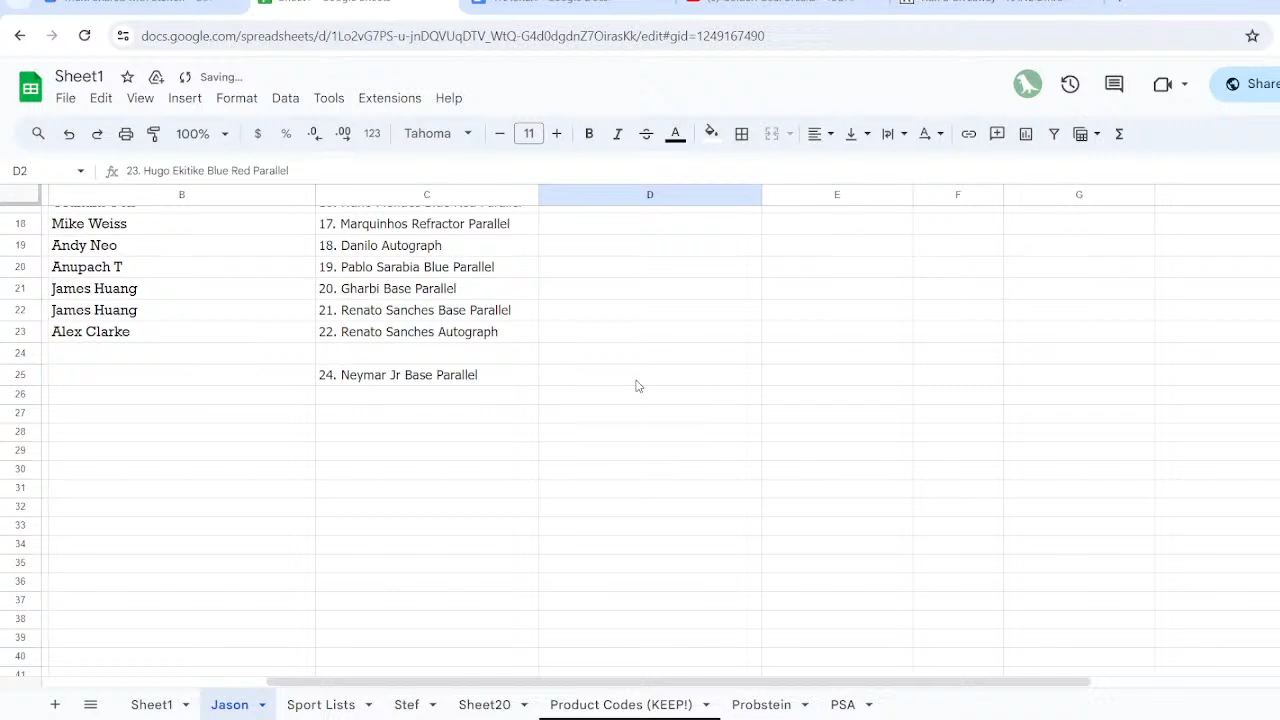 docs.google.com/spreadsheets/d/1Lo2vG7PS-u-jnDQVUqDTV_WtQ-G4d0dgdnZ7OirasKk/edit#gid=1249167490
Sheet1 Saving... Share
File Edit View Insert Format Data Tools Extensions Help
100% $ % .0 .00 123 Tahoma 11 B I A
D2 fx 23. Hugo Ekitike Blue Red Parallel
B C D E F G
18 Mike Weiss 17. Marquinhos Refractor Parallel
19 Andy Neo 18. Danilo Autograph
20 Anupach T 19. Pablo Sarabia Blue Parallel
21 James Huang 20. Gharbi Base Parallel
22 James Huang 21. Renato Sanches Base Parallel
23 Alex Clarke 22. Renato Sanches Autograph
24
25 24. Neymar Jr Base Parallel
26
27
28
29
30
31
32
33
34
35
36
37
38
39
40
41
+ Sheet1 Jason Sport Lists Stef Sheet20 Product Codes (KEEP!) Probstein PSA